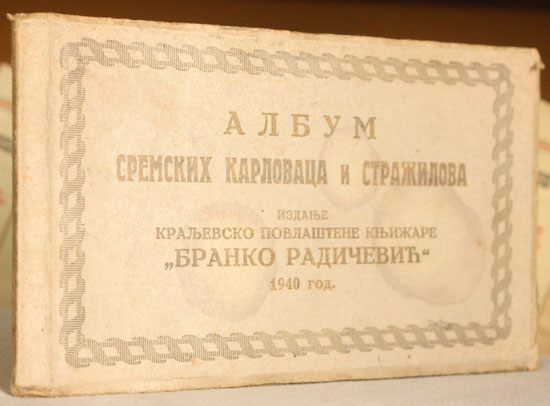 АЛБУМ
СРЕМСКИХ КАРЛОВАЦА и СТРАЖИЛОВА
ИЗДАЊЕ
КРАЉЕВСКО ПОВЛАШТЕНЕ КЊИЖАРЕ
„БРАНКО РАДИЧЕВИЋ“
1940 год.